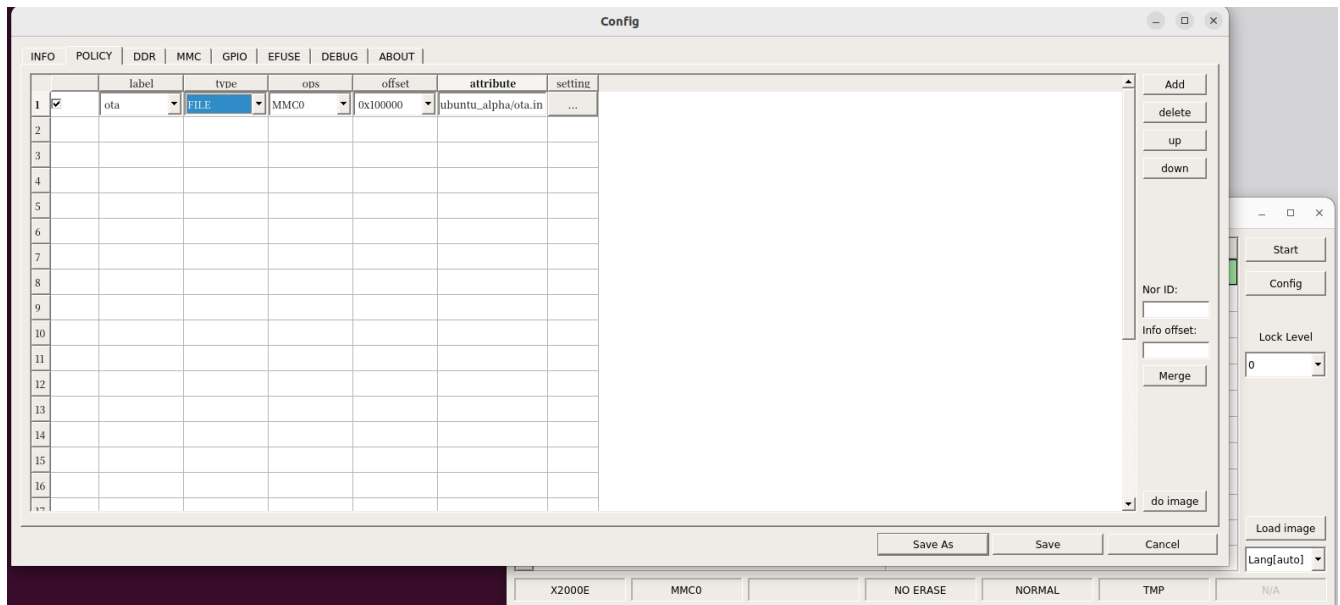 Config
INFO POLICY DDR MMC GPIO EFUSE DEBUG ABOUT
label type ops offset attribute setting
1 ota FILE MMC0 0x100000 ubuntu_alpha/ota.in ...
2
3
4
5
6
7
8
9
10
11
12
13
14
15
16
17
Add
delete
up
down
Nor ID:
Info offset:
Merge
do image
Save As Save Cancel
Start
Config
Lock Level
0
Load image
Lang[auto]
X2000E MMC0 NO ERASE NORMAL TMP N/A